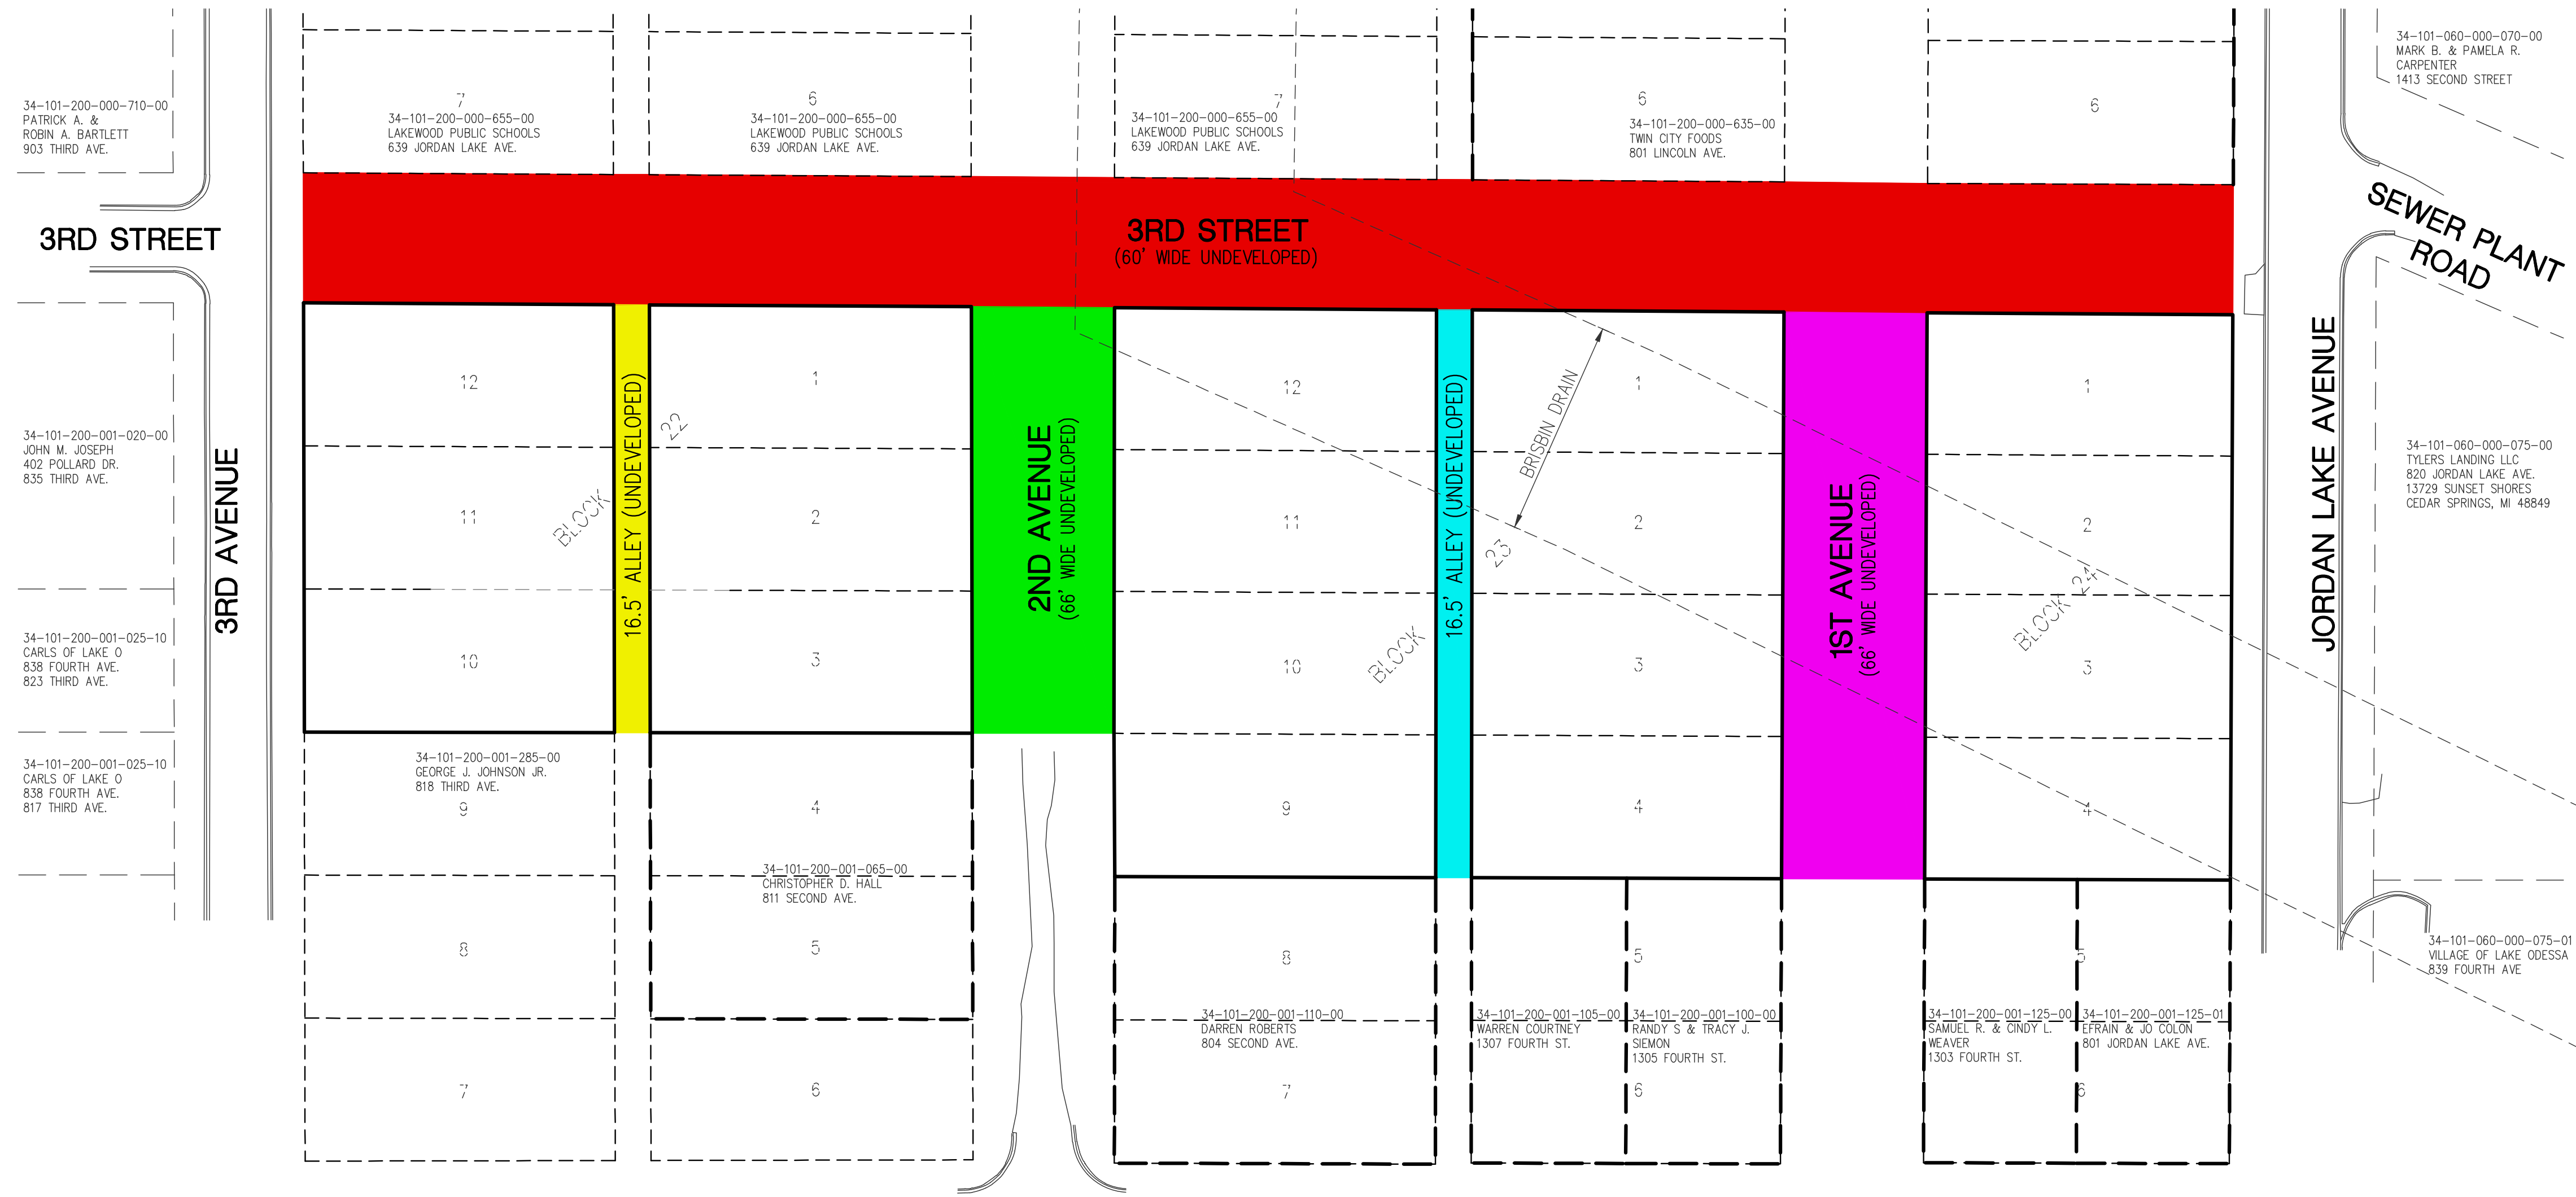 34-101-060-000-070-00
MARK B. & PAMELA R.
CARPENTER
1413 SECOND STREET
34-101-200-000-710-00
PATRICK A. &
ROBIN A. BARTLETT
903 THIRD AVE.
7
34-101-200-000-655-00
LAKEWOOD PUBLIC SCHOOLS
639 JORDAN LAKE AVE.
6
34-101-200-000-655-00
LAKEWOOD PUBLIC SCHOOLS
639 JORDAN LAKE AVE.
7
34-101-200-000-655-00
LAKEWOOD PUBLIC SCHOOLS
639 JORDAN LAKE AVE.
6
34-101-200-000-635-00
TWIN CITY FOODS
801 LINCOLN AVE.
6
3RD STREET
3RD STREET
(60' WIDE UNDEVELOPED)
SEWER PLANT
ROAD
34-101-200-001-020-00
JOHN M. JOSEPH
402 POLLARD DR.
835 THIRD AVE.
34-101-200-001-025-10
CARLS OF LAKE O
838 FOURTH AVE.
823 THIRD AVE.
34-101-200-001-025-10
CARLS OF LAKE O
838 FOURTH AVE.
817 THIRD AVE.
3RD AVENUE
12
11
10
BLOCK 22
16.5' ALLEY (UNDEVELOPED)
1
2
3
2ND AVENUE
(66' WIDE UNDEVELOPED)
12
11
10
9
BLOCK 23
16.5' ALLEY (UNDEVELOPED)
BRISBIN DRAIN
1
2
3
4
1ST AVENUE
(66' WIDE UNDEVELOPED)
1
2
BLOCK 24
3
4
JORDAN LAKE AVENUE
34-101-060-000-075-00
TYLERS LANDING LLC
820 JORDAN LAKE AVE.
13729 SUNSET SHORES
CEDAR SPRINGS, MI 48849
34-101-200-001-285-00
GEORGE J. JOHNSON JR.
818 THIRD AVE.
9
8
7
4
34-101-200-001-065-00
CHRISTOPHER D. HALL
811 SECOND AVE.
5
6
8
34-101-200-001-110-00
DARREN ROBERTS
804 SECOND AVE.
7
5
34-101-200-001-105-00
WARREN COURTNEY
1307 FOURTH ST.
34-101-200-001-100-00
RANDY S & TRACY J.
SIEMON
1305 FOURTH ST.
6
5
34-101-200-001-125-00
SAMUEL R. & CINDY L.
WEAVER
1303 FOURTH ST.
34-101-200-001-125-01
EFRAIN & JO COLON
801 JORDAN LAKE AVE.
6
34-101-060-000-075-01
VILLAGE OF LAKE ODESSA
839 FOURTH AVE